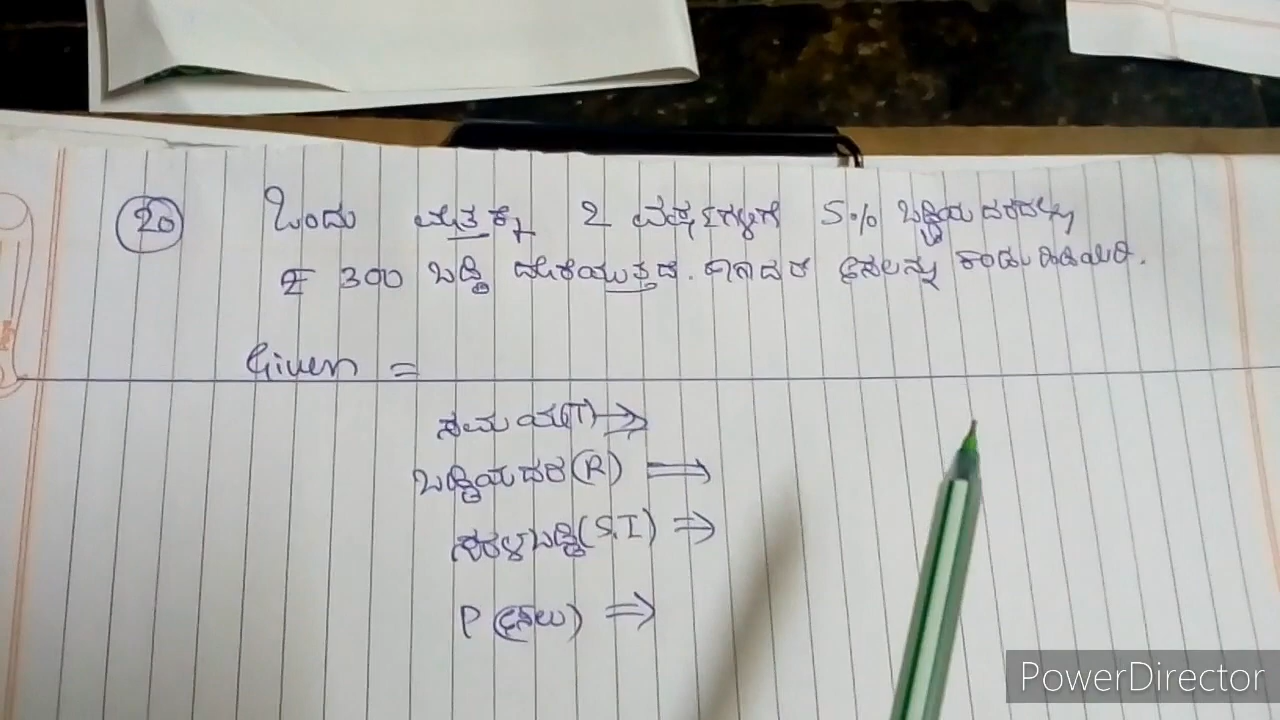 20 ಒಂದು ಮೊತ್ತಕ್ಕೆ 2 ವರ್ಷಗಳಿಗೆ 5% ಬಡ್ಡಿಯ ದರದಲ್ಲಿ
₹ 300 ಬಡ್ಡಿ ದೊರೆಯುತ್ತದೆ. ಹಾಗಾದರೆ ಅಸಲನ್ನು ಕಂಡುಹಿಡಿಯಿರಿ.
Given =
ಸಮಯ(T) ⇒
ಬಡ್ಡಿಯ ದರ (R) ⇒
ಸರಳಬಡ್ಡಿ (S.I) ⇒
P (ಅಸಲು) ⇒
PowerDirector